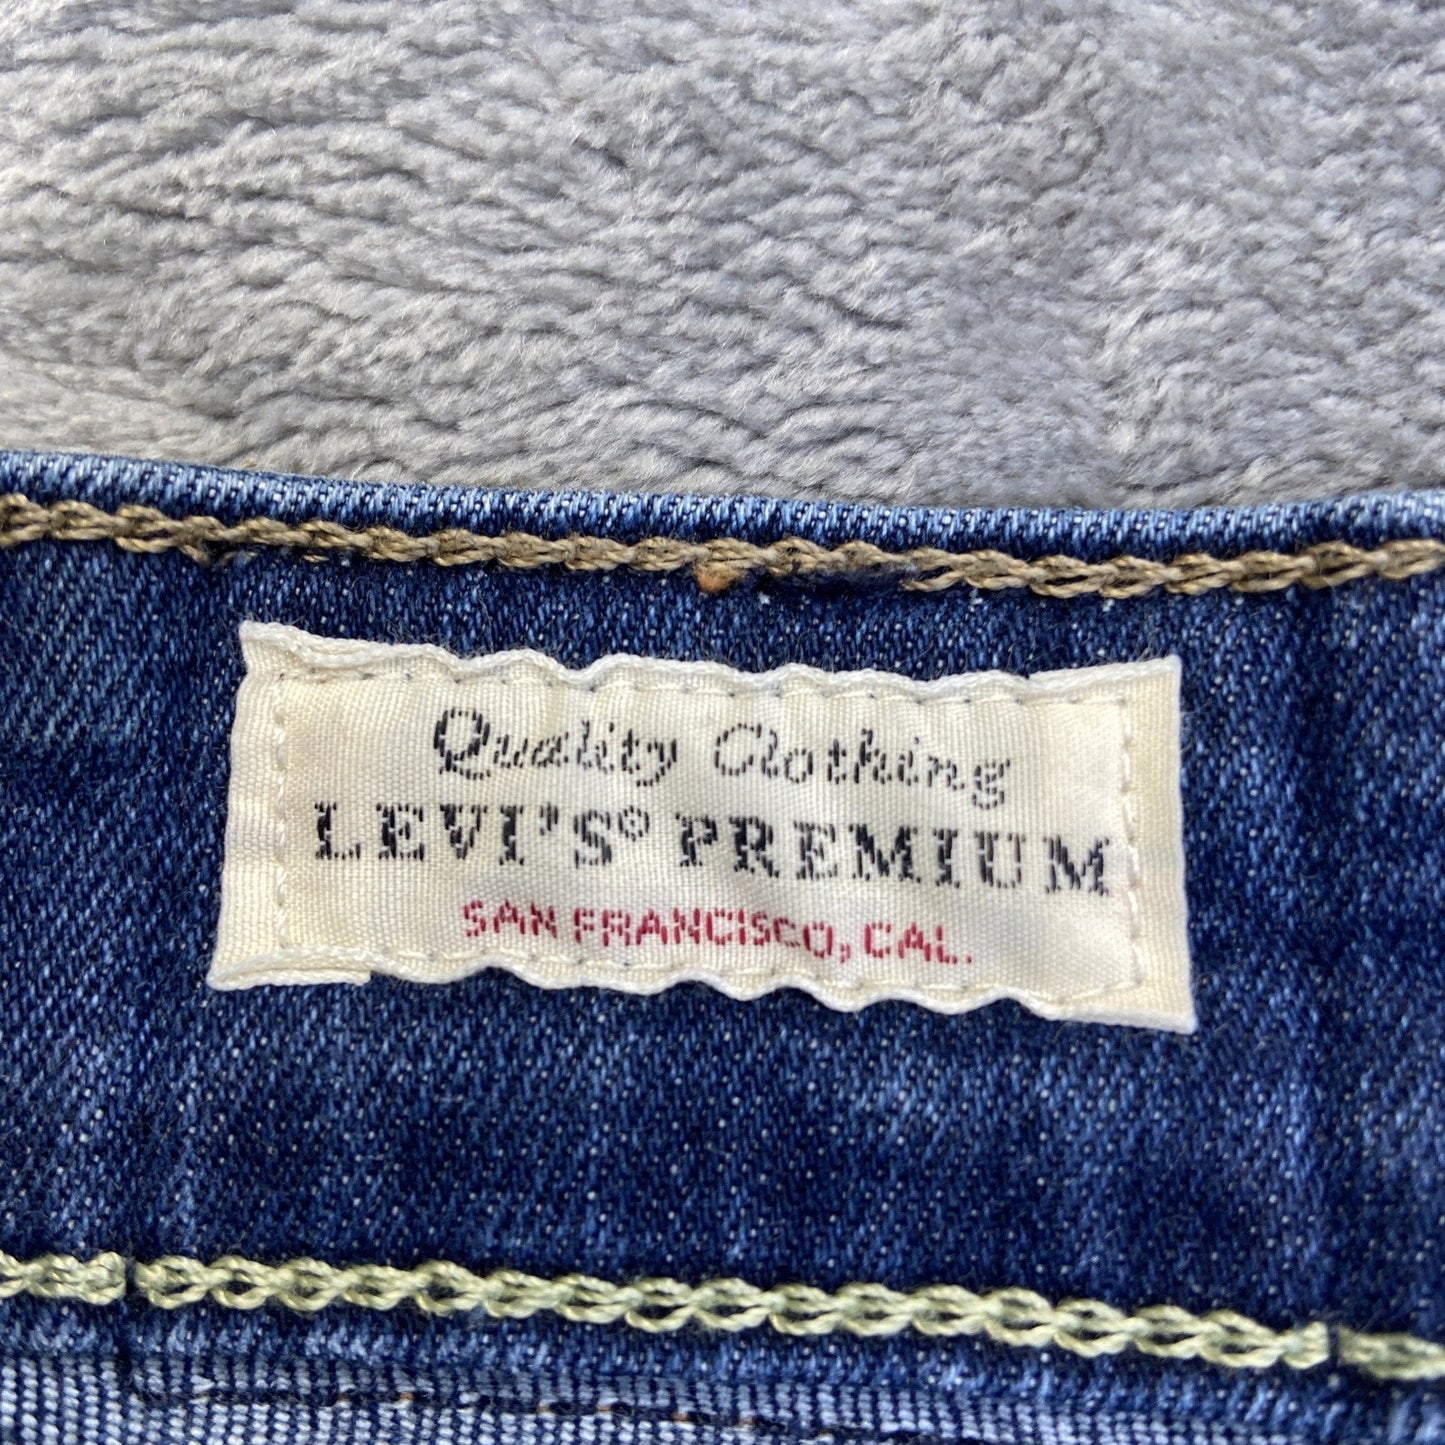 Quality Clothing
LEVI'S® PREMIUM
SAN FRANCISCO, CAL.